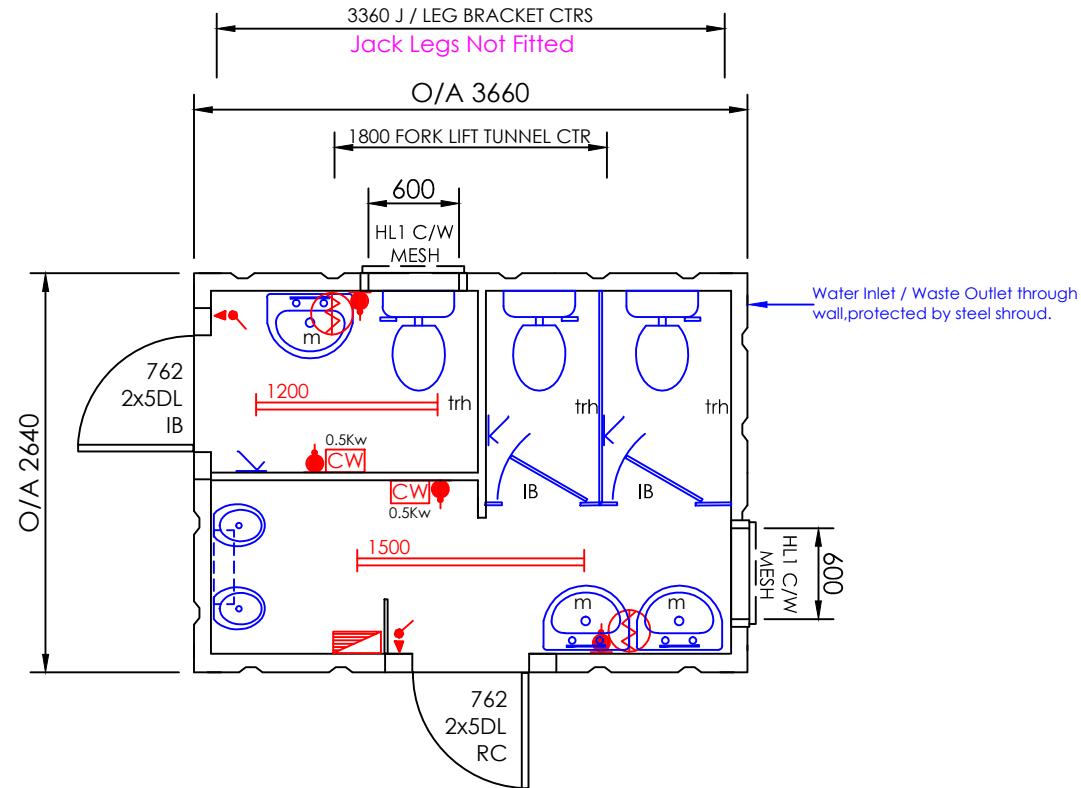 3360 J / LEG BRACKET CTRS
Jack Legs Not Fitted
O/A 3660
1800 FORK LIFT TUNNEL CTR
600
HL1 C/W
MESH
Water Inlet / Waste Outlet through
wall,protected by steel shroud.
m
762
2x5DL
IB
1200
trh
trh
trh
0.5Kw
CW
O/A 2640
IB
IB
CW
0.5Kw
1500
HL1 C/W
MESH
600
m
m
762
2x5DL
RC